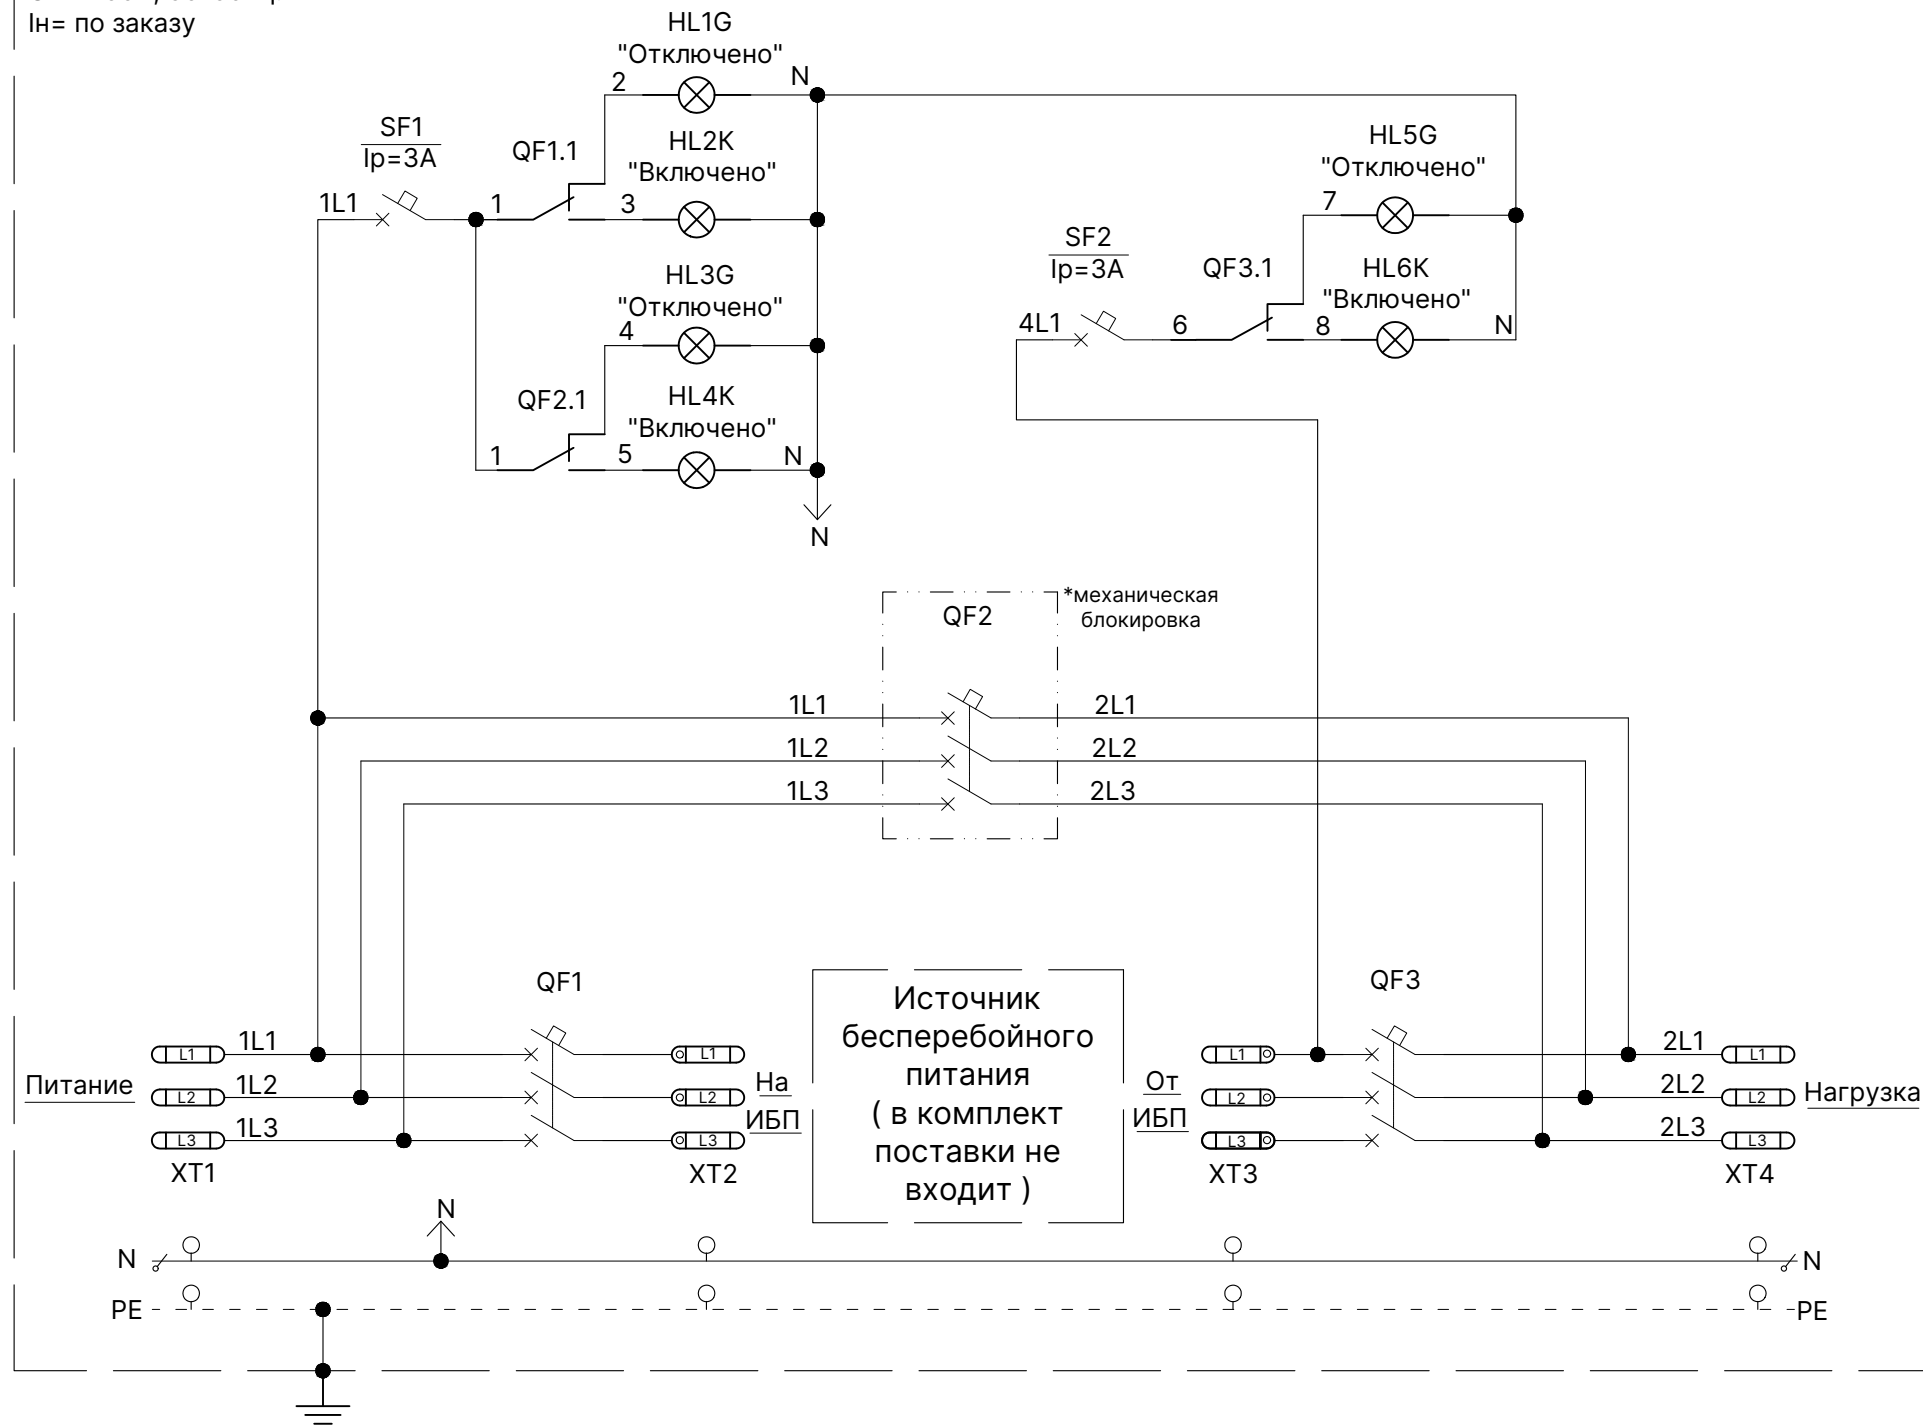 Iн= по заказу
HL1G
"Отключено"
2
N
SF1
Ip=3A
QF1.1
HL2K
"Включено"
1L1
1
3
HL3G
"Отключено"
4
QF2.1
HL4K
"Включено"
1
5
N
N
HL5G
"Отключено"
7
SF2
Ip=3A
QF3.1
HL6K
"Включено"
4L1
6
8
N
QF2
*механическая
блокировка
1L1
2L1
1L2
2L2
1L3
2L3
QF1
QF3
Источник
бесперебойного
питания
( в комплект
поставки не
входит )
Питание
L1
1L1
L2
1L2
L3
1L3
XT1
L1
L2
L3
XT2
На
ИБП
От
ИБП
L1
L2
L3
XT3
2L1
L1
2L2
L2
2L3
L3
XT4
Нагрузка
N
N
N
PE
PE